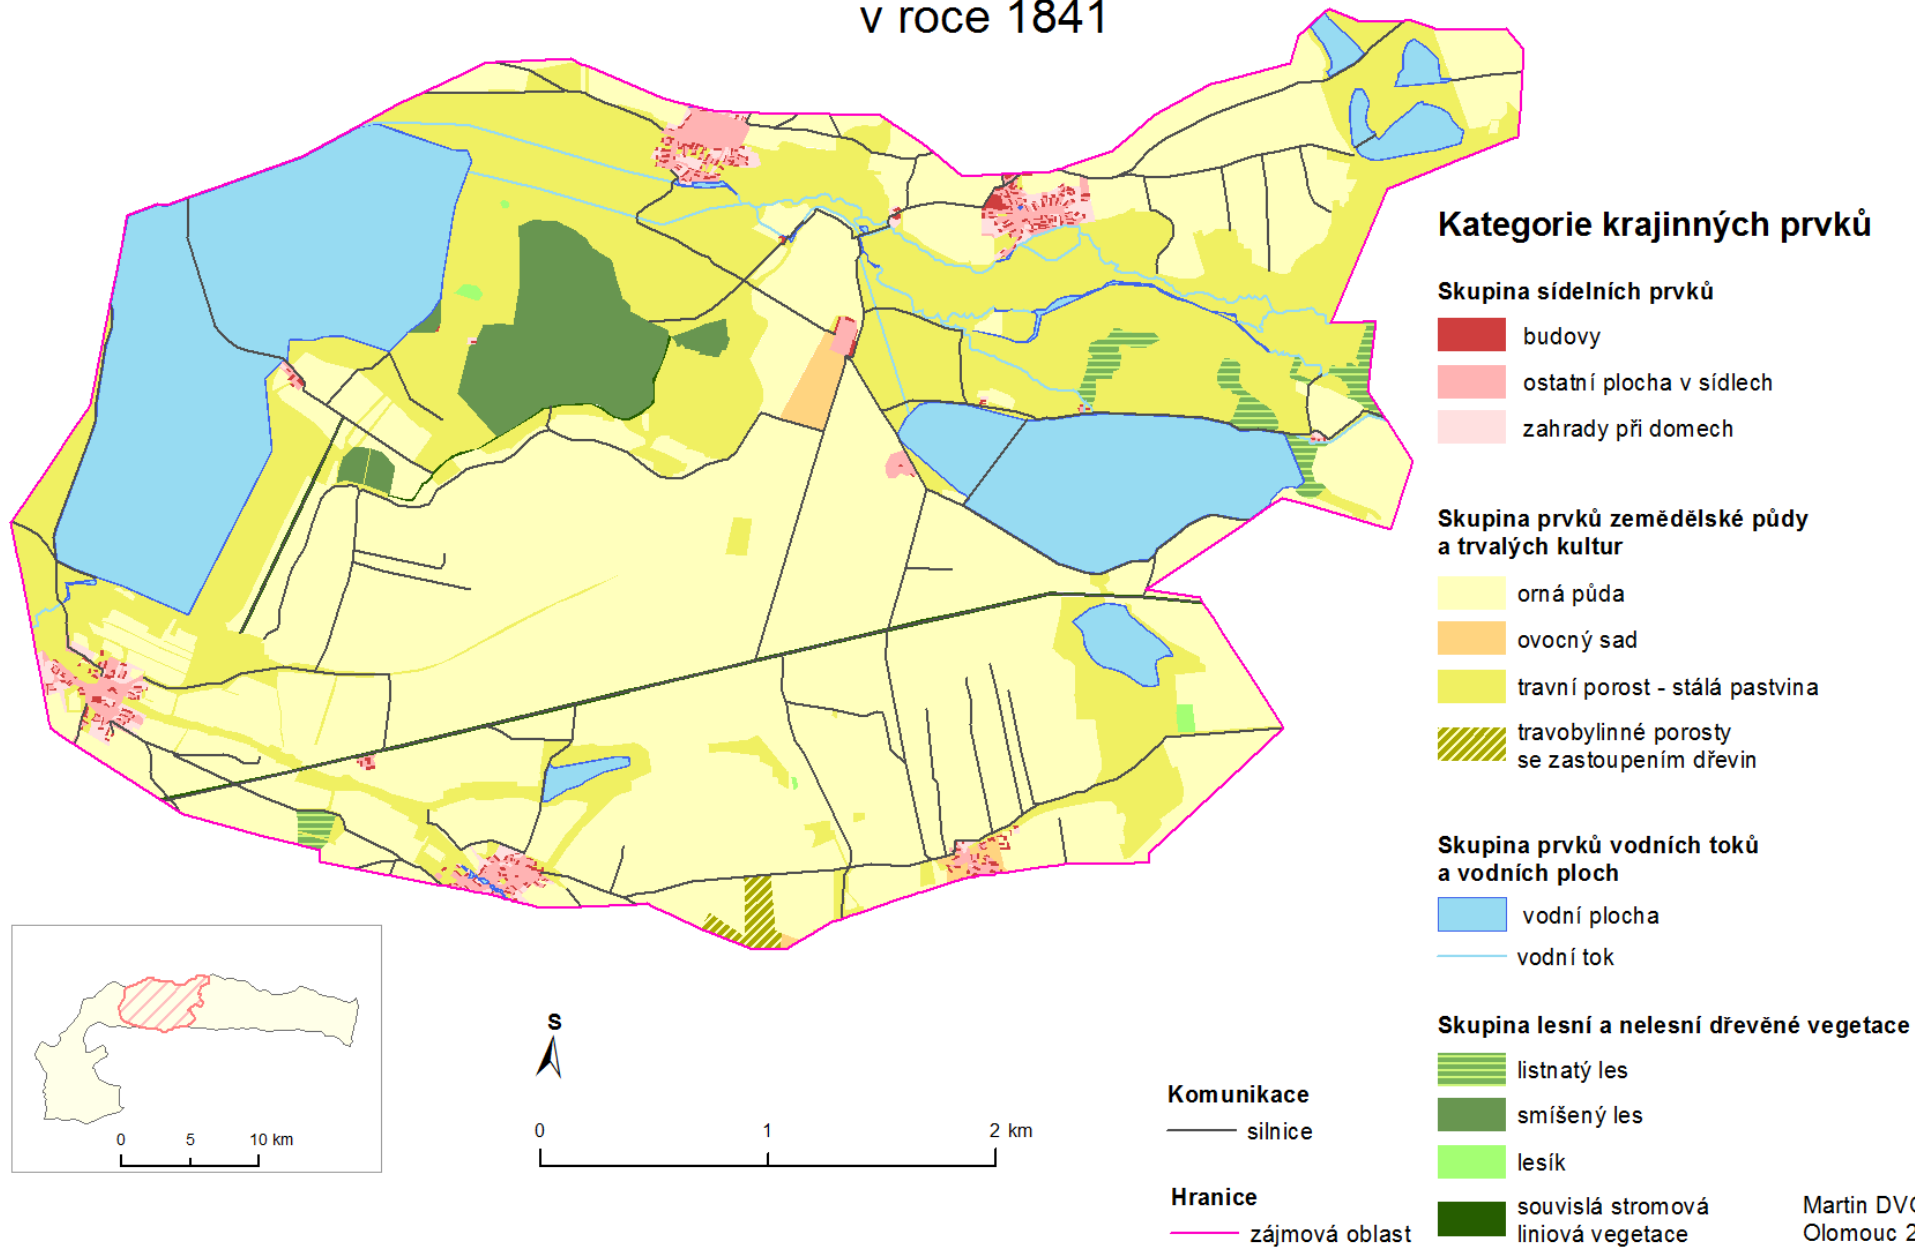 v roce 1841
Kategorie krajinných prvků
Skupina sídelních prvků
budovy
ostatní plocha v sídlech
zahrady při domech
Skupina prvků zemědělské půdy
a trvalých kultur
orná půda
ovocný sad
travní porost - stálá pastvina
travobylinné porosty
se zastoupením dřevin
Skupina prvků vodních toků
a vodních ploch
vodní plocha
vodní tok
Skupina lesní a nelesní dřevěné vegetace
listnatý les
smíšený les
lesík
souvislá stromová
liniová vegetace
Komunikace
silnice
Hranice
zájmová oblast
S
0 1 2 km
0 5 10 km
Martin
Olomouc